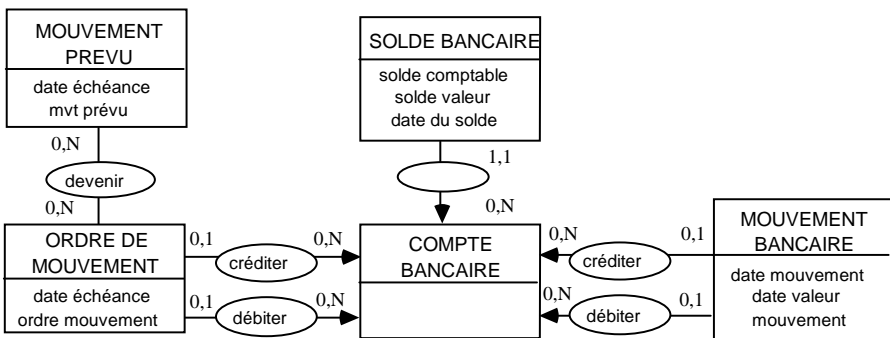 MOUVEMENT
PREVU
date échéance
mvt prévu
SOLDE BANCAIRE
solde comptable
solde valeur
date du solde
0,N
devenir
0,N
1,1
0,N
ORDRE DE
MOUVEMENT
date échéance
ordre mouvement
0,1
créditer
0,N
0,1
débiter
0,N
COMPTE
BANCAIRE
0,N
créditer
0,1
0,N
débiter
0,1
MOUVEMENT
BANCAIRE
date mouvement
date valeur
mouvement